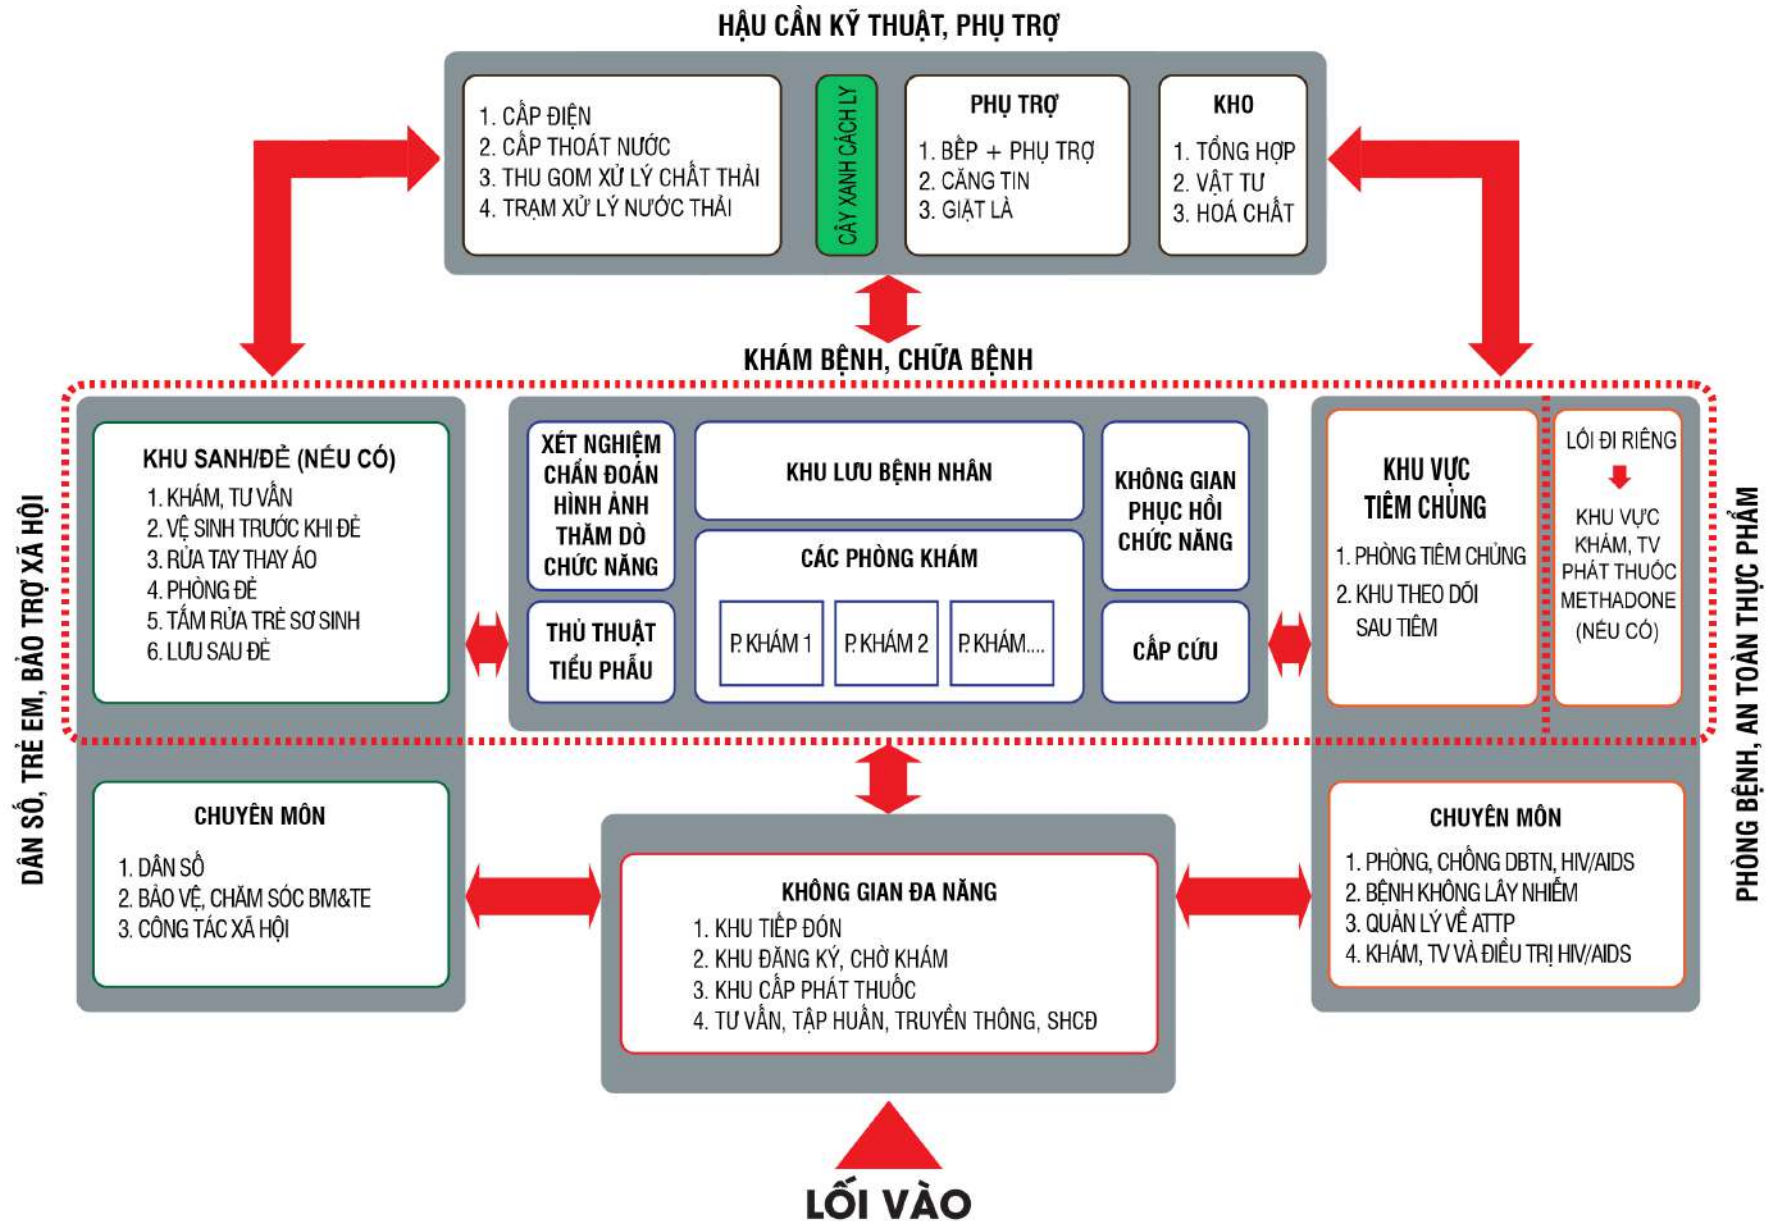 HẬU CẦN KỸ THUẬT, PHỤ TRỢ
1. CẤP ĐIỆN
2. CẤP THOÁT NƯỚC
3. THU GOM XỬ LÝ CHẤT THẢI
4. TRẠM XỬ LÝ NƯỚC THẢI
CÂY XANH CÁCH LY
PHỤ TRỢ
1. BẾP + PHỤ TRỢ
2. CĂNG TIN
3. GIẶT LÀ
KHO
1. TỔNG HỢP
2. VẬT TƯ
3. HOÁ CHẤT
KHÁM BỆNH, CHỮA BỆNH
DÂN SỐ, TRẺ EM, BẢO TRỢ XÃ HỘI
KHU SANH/ĐẺ (NẾU CÓ)
1. KHÁM, TƯ VẤN
2. VỆ SINH TRƯỚC KHI ĐẺ
3. RỬA TAY THAY ÁO
4. PHÒNG ĐẺ
5. TẮM RỬA TRẺ SƠ SINH
6. LƯU SAU ĐẺ
XÉT NGHIỆM
CHẨN ĐOÁN
HÌNH ẢNH
THĂM DÒ
CHỨC NĂNG
THỦ THUẬT
TIỂU PHẪU
KHU LƯU BỆNH NHÂN
CÁC PHÒNG KHÁM
P. KHÁM 1
P. KHÁM 2
P. KHÁM....
KHÔNG GIAN
PHỤC HỒI
CHỨC NĂNG
CẤP CỨU
KHU VỰC
TIÊM CHỦNG
1. PHÒNG TIÊM CHỦNG
2. KHU THEO DÕI
SAU TIÊM
LỐI ĐI RIÊNG
KHU VỰC
KHÁM, TV
PHÁT THUỐC
METHADONE
(NẾU CÓ)
PHÒNG BỆNH, AN TOÀN THỰC PHẨM
CHUYÊN MÔN
1. DÂN SỐ
2. BẢO VỆ, CHĂM SÓC BM&TE
3. CÔNG TÁC XÃ HỘI
KHÔNG GIAN ĐA NĂNG
1. KHU TIẾP ĐÓN
2. KHU ĐĂNG KÝ, CHỜ KHÁM
3. KHU CẤP PHÁT THUỐC
4. TƯ VẤN, TẬP HUẤN, TRUYỀN THÔNG, SHCĐ
CHUYÊN MÔN
1. PHÒNG, CHỐNG DBTN, HIV/AIDS
2. BỆNH KHÔNG LÂY NHIỄM
3. QUẢN LÝ VỀ ATTP
4. KHÁM, TV VÀ ĐIỀU TRỊ HIV/AIDS
LỐI VÀO